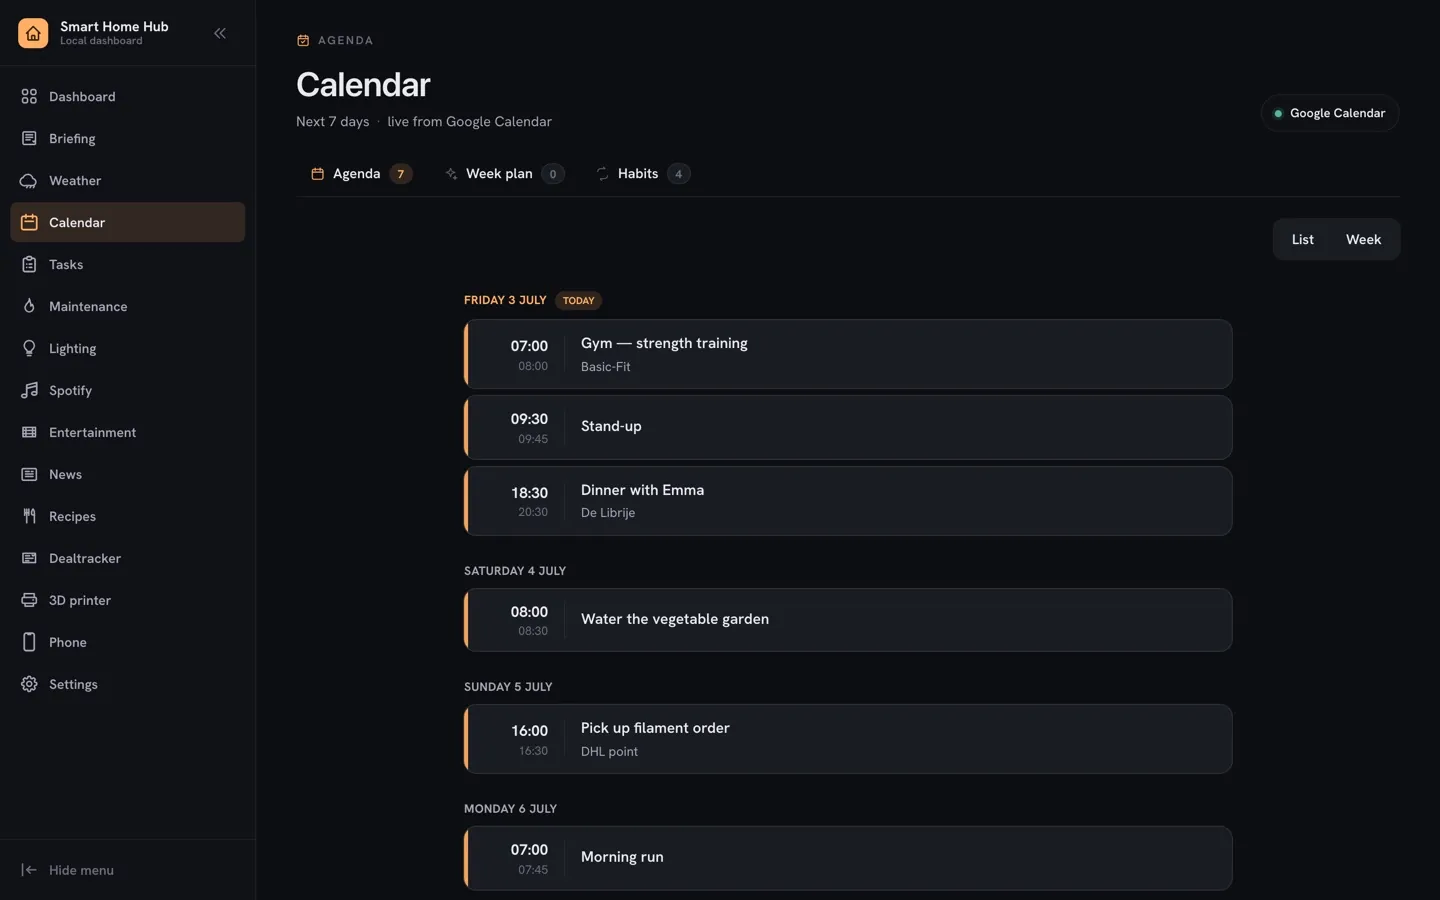 Smart Home Hub
Local dashboard
Dashboard
Briefing
Weather
Calendar
Tasks
Maintenance
Lighting
Spotify
Entertainment
News
Recipes
Dealtracker
3D printer
Phone
Settings
Hide menu
AGENDA
Calendar
Next 7 days · live from Google Calendar
Google Calendar
Agenda 7 Week plan 0 Habits 4
List Week
FRIDAY 3 JULY TODAY
07:00 Gym — strength training
08:00 Basic-Fit
09:30 Stand-up
09:45
18:30 Dinner with Emma
20:30 De Librije
SATURDAY 4 JULY
08:00 Water the vegetable garden
08:30
SUNDAY 5 JULY
16:00 Pick up filament order
16:30 DHL point
MONDAY 6 JULY
07:00 Morning run
07:45